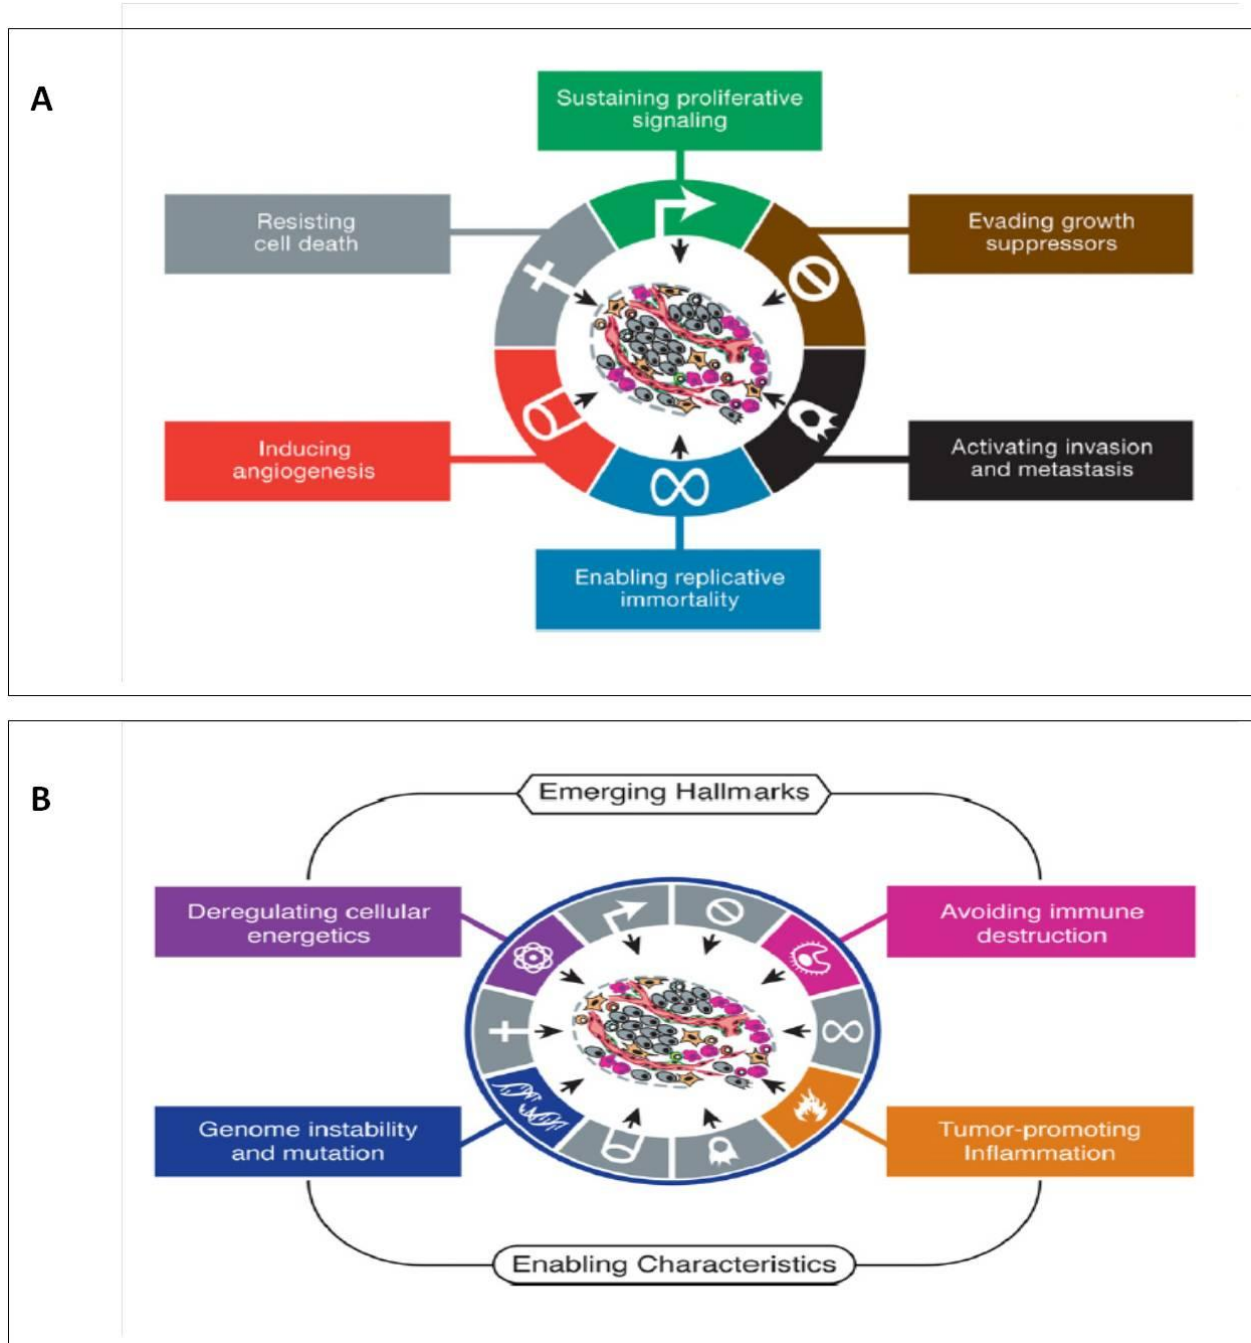 A
Sustaining proliferative
signaling
Resisting
cell death
Evading growth
suppressors
Inducing
angiogenesis
Activating invasion
and metastasis
Enabling replicative
immortality
B
Emerging Hallmarks
Deregulating cellular
energetics
Avoiding immune
destruction
Genome instability
and mutation
Tumor-promoting
Inflammation
Enabling Characteristics